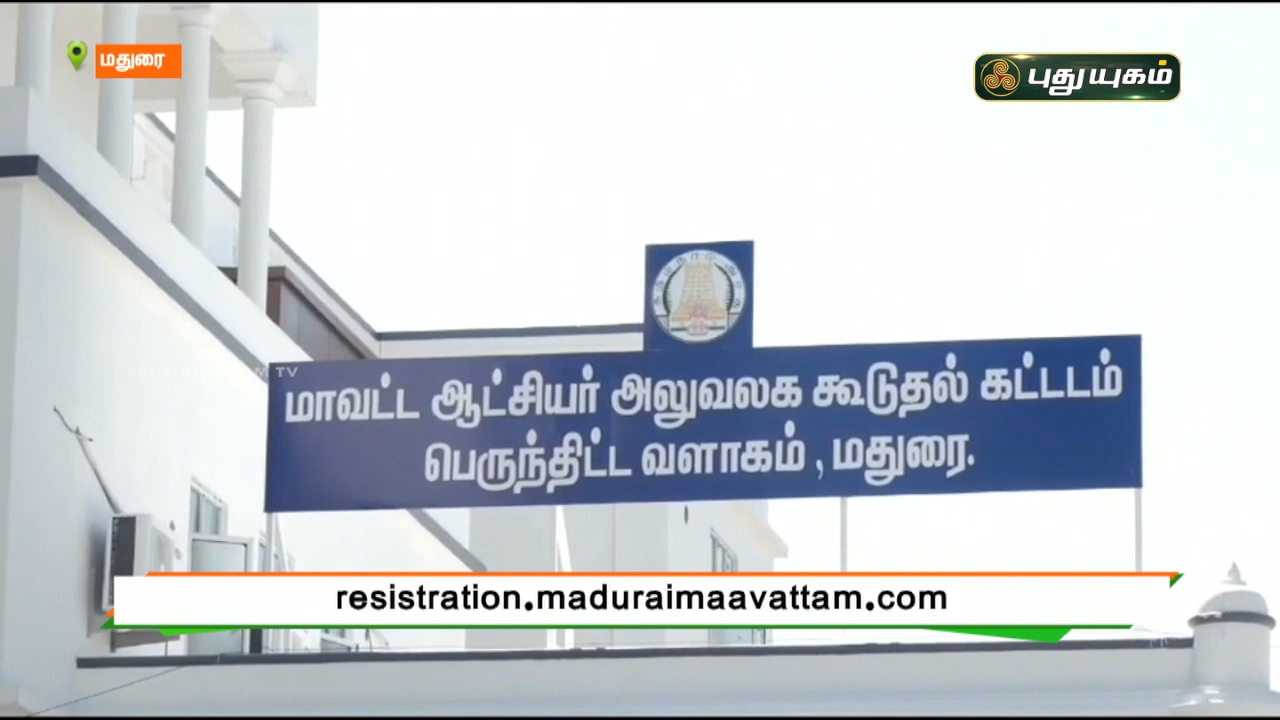 மதுரை
புதுயுகம்
மாவட்ட ஆட்சியர் அலுவலக கூடுதல் கட்டடம்
பெருந்திட்ட வளாகம் , மதுரை.
resistration.maduraimaavattam.com